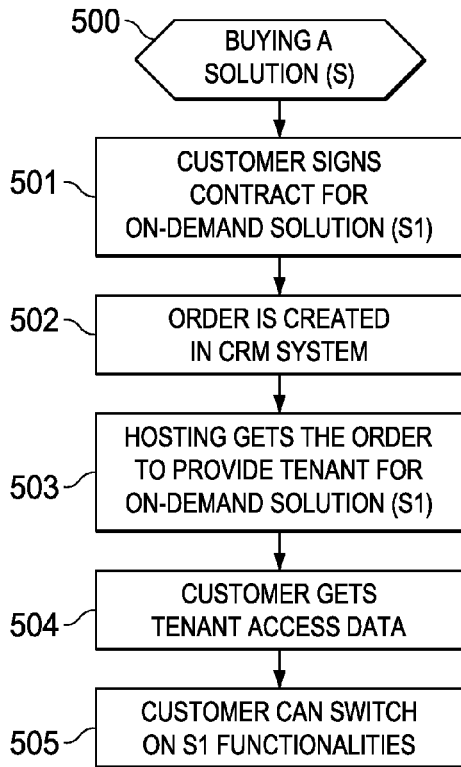 500
BUYING A
SOLUTION (S)
501
CUSTOMER SIGNS
CONTRACT FOR
ON-DEMAND SOLUTION (S1)
502
ORDER IS CREATED
IN CRM SYSTEM
503
HOSTING GETS THE ORDER
TO PROVIDE TENANT FOR
ON-DEMAND SOLUTION (S1)
504
CUSTOMER GETS
TENANT ACCESS DATA
505
CUSTOMER CAN SWITCH
ON S1 FUNCTIONALITIES